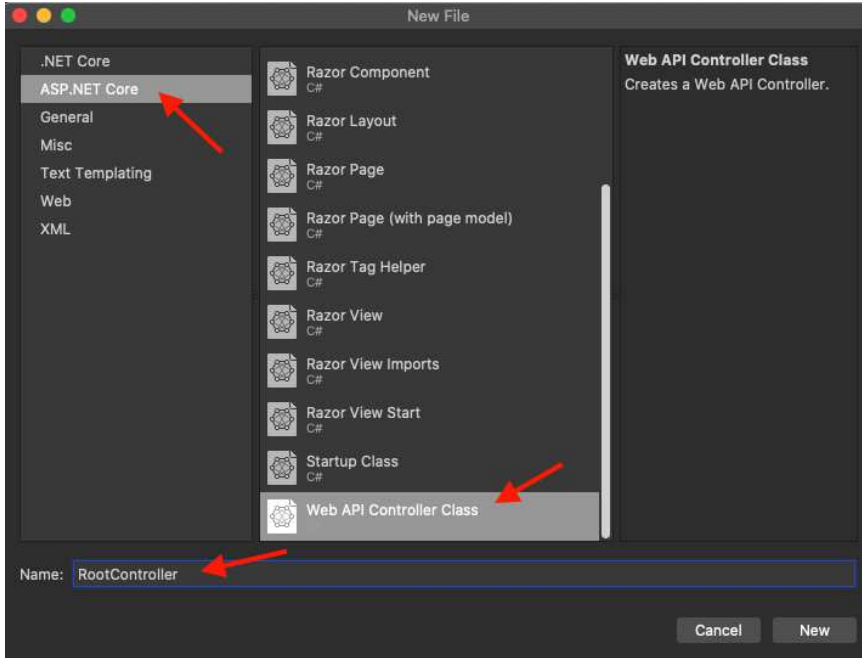 New File
.NET Core
ASP.NET Core
General
Misc
Text Templating
Web
XML
Razor Component
C#
Razor Layout
C#
Razor Page
C#
Razor Page (with page model)
C#
Razor Tag Helper
C#
Razor View
C#
Razor View Imports
C#
Razor View Start
C#
Startup Class
C#
Web API Controller Class
Web API Controller Class
Creates a Web API Controller.
Name: RootController
Cancel New